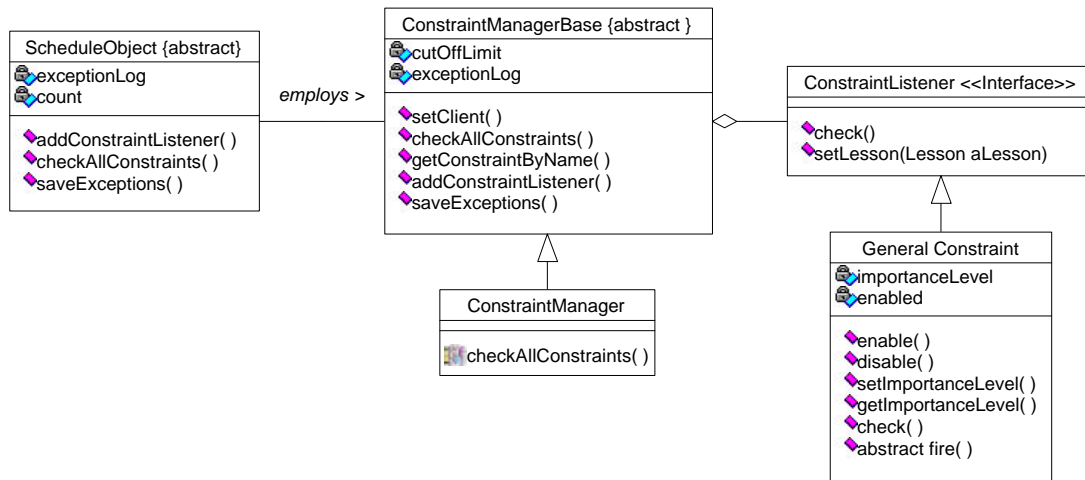 ScheduleObject {abstract}
exceptionLog
count
addConstraintListener( )
checkAllConstraints( )
saveExceptions( )
employs >
ConstraintManagerBase {abstract }
cutOffLimit
exceptionLog
setClient( )
checkAllConstraints( )
getConstraintByName( )
addConstraintListener( )
saveExceptions( )
ConstraintListener <<Interface>>
check()
setLesson(Lesson aLesson)
ConstraintManager
checkAllConstraints( )
General Constraint
importanceLevel
enabled
enable( )
disable( )
setImportanceLevel( )
getImportanceLevel( )
check( )
abstract fire( )